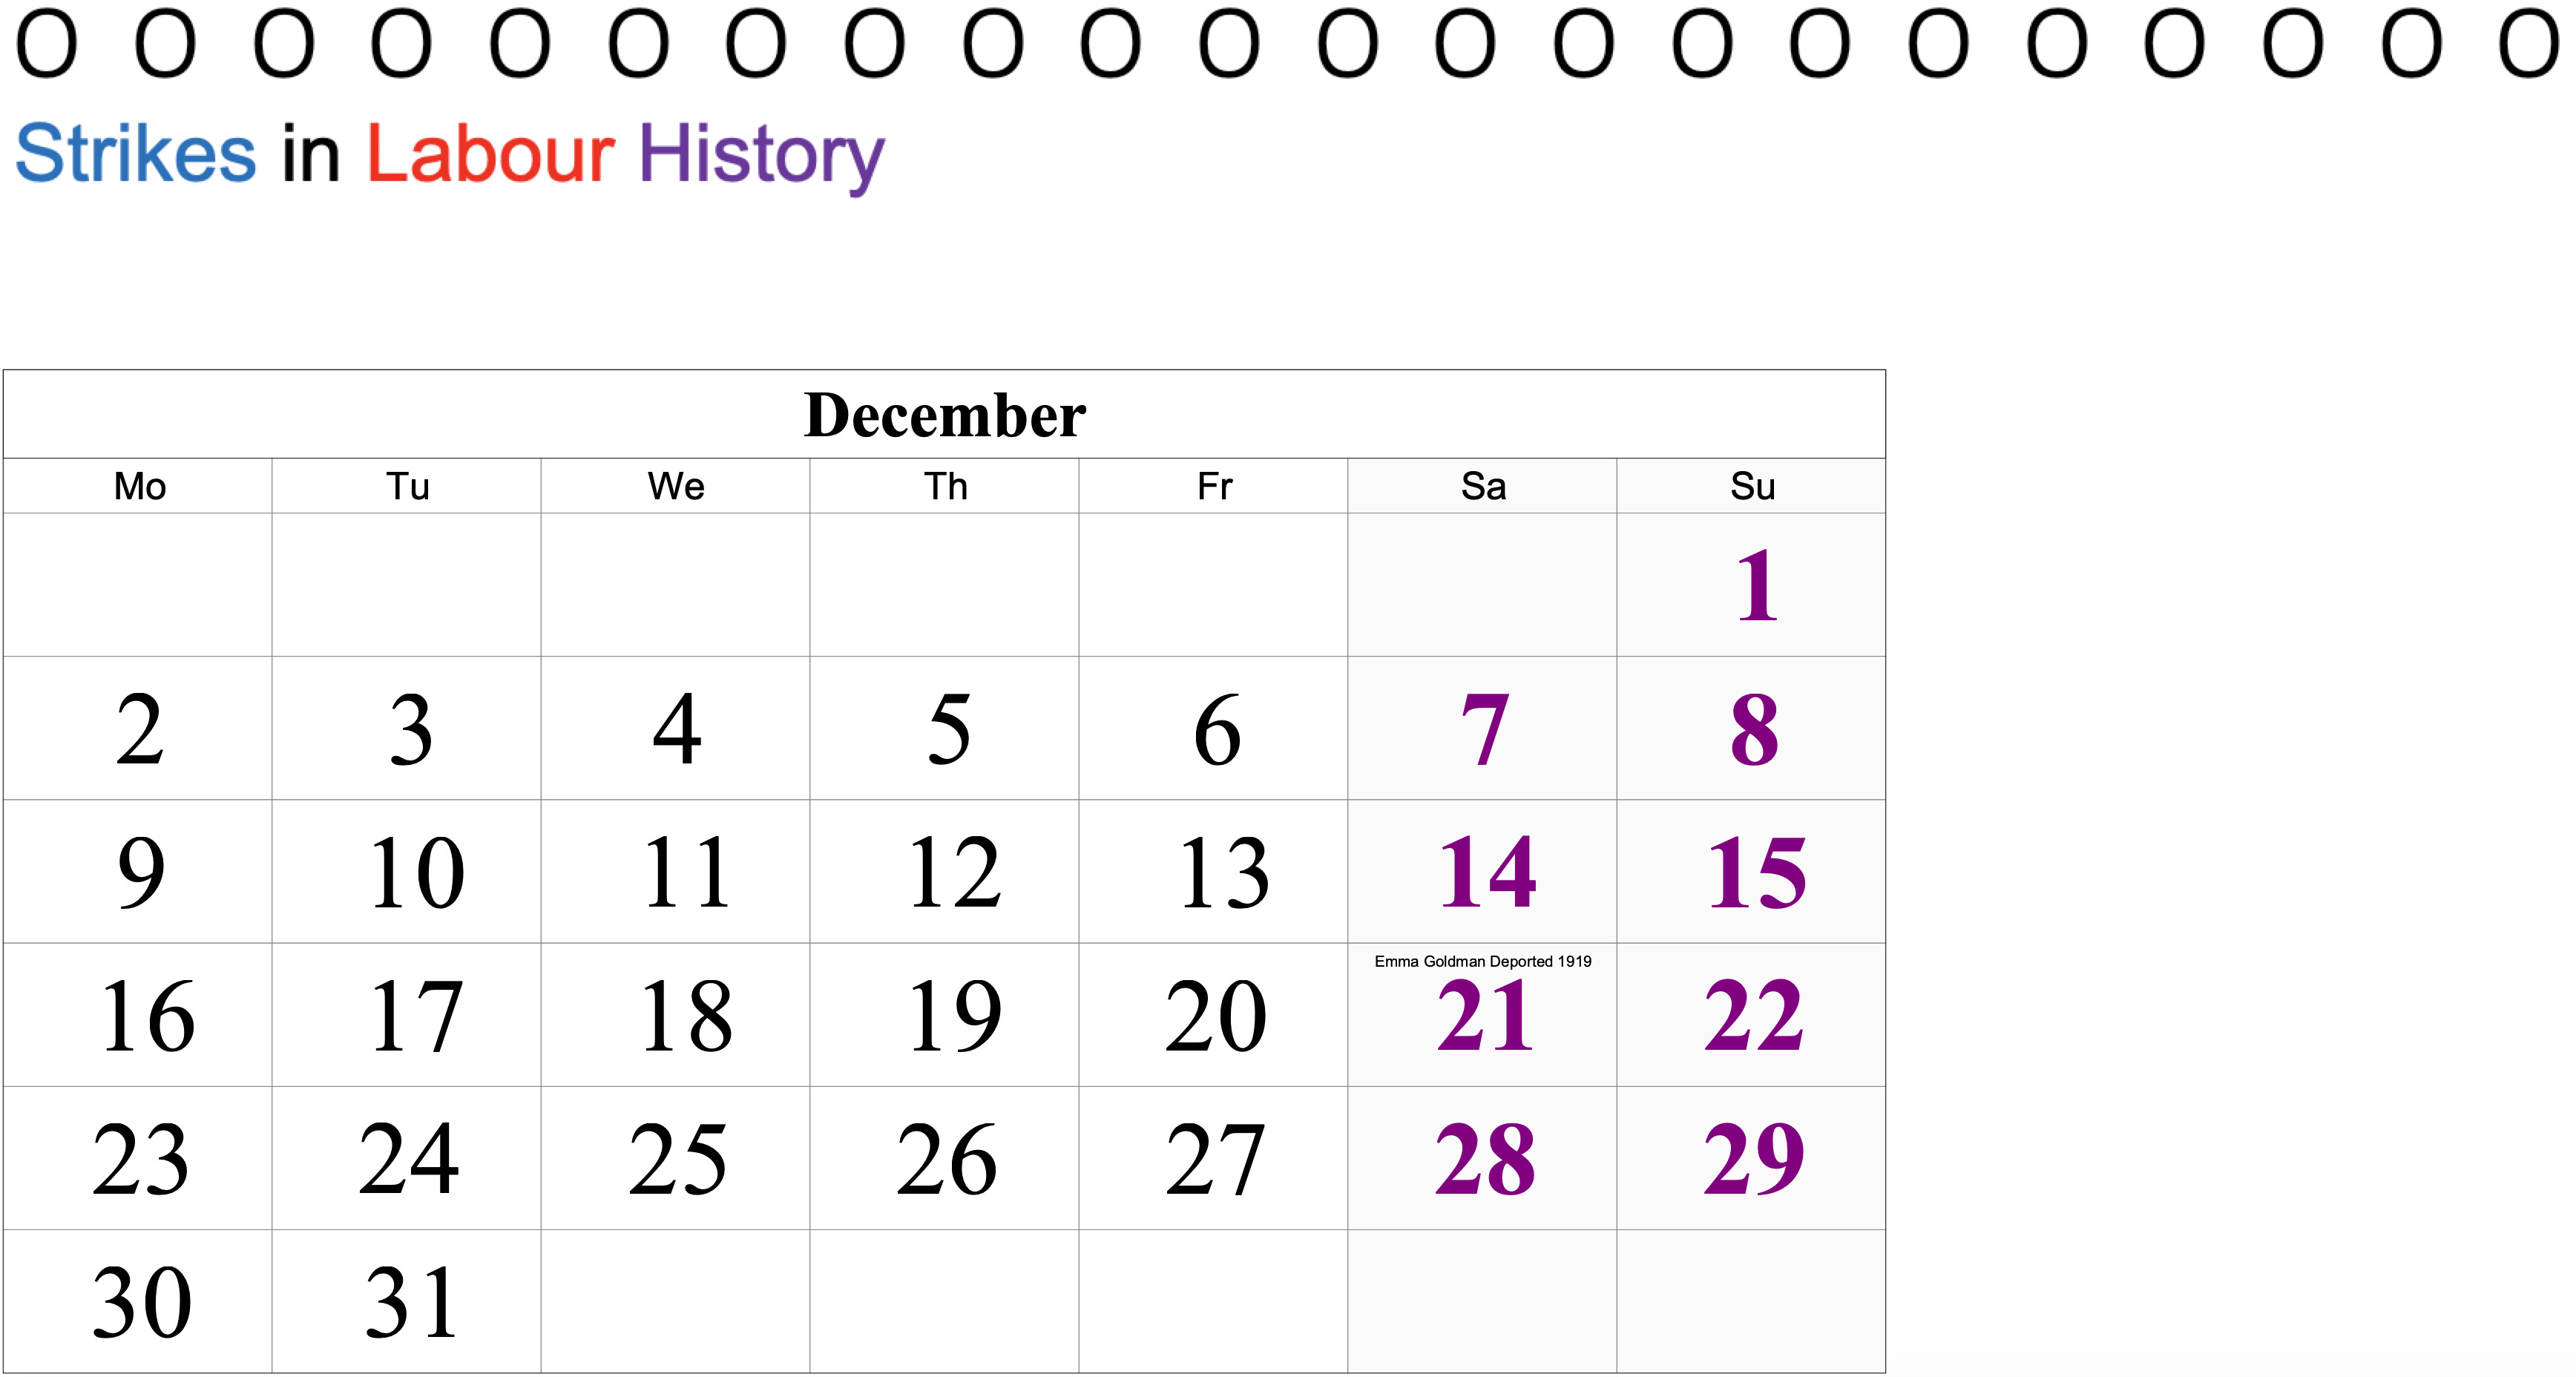 O O O O O O O O O O O O O O O O O O O O O O
Strikes in Labour History
December
Mo Tu We Th Fr Sa Su
1
2 3 4 5 6 7 8
9 10 11 12 13 14 15
Emma Goldman Deported 1919
16 17 18 19 20 21 22
23 24 25 26 27 28 29
30 31